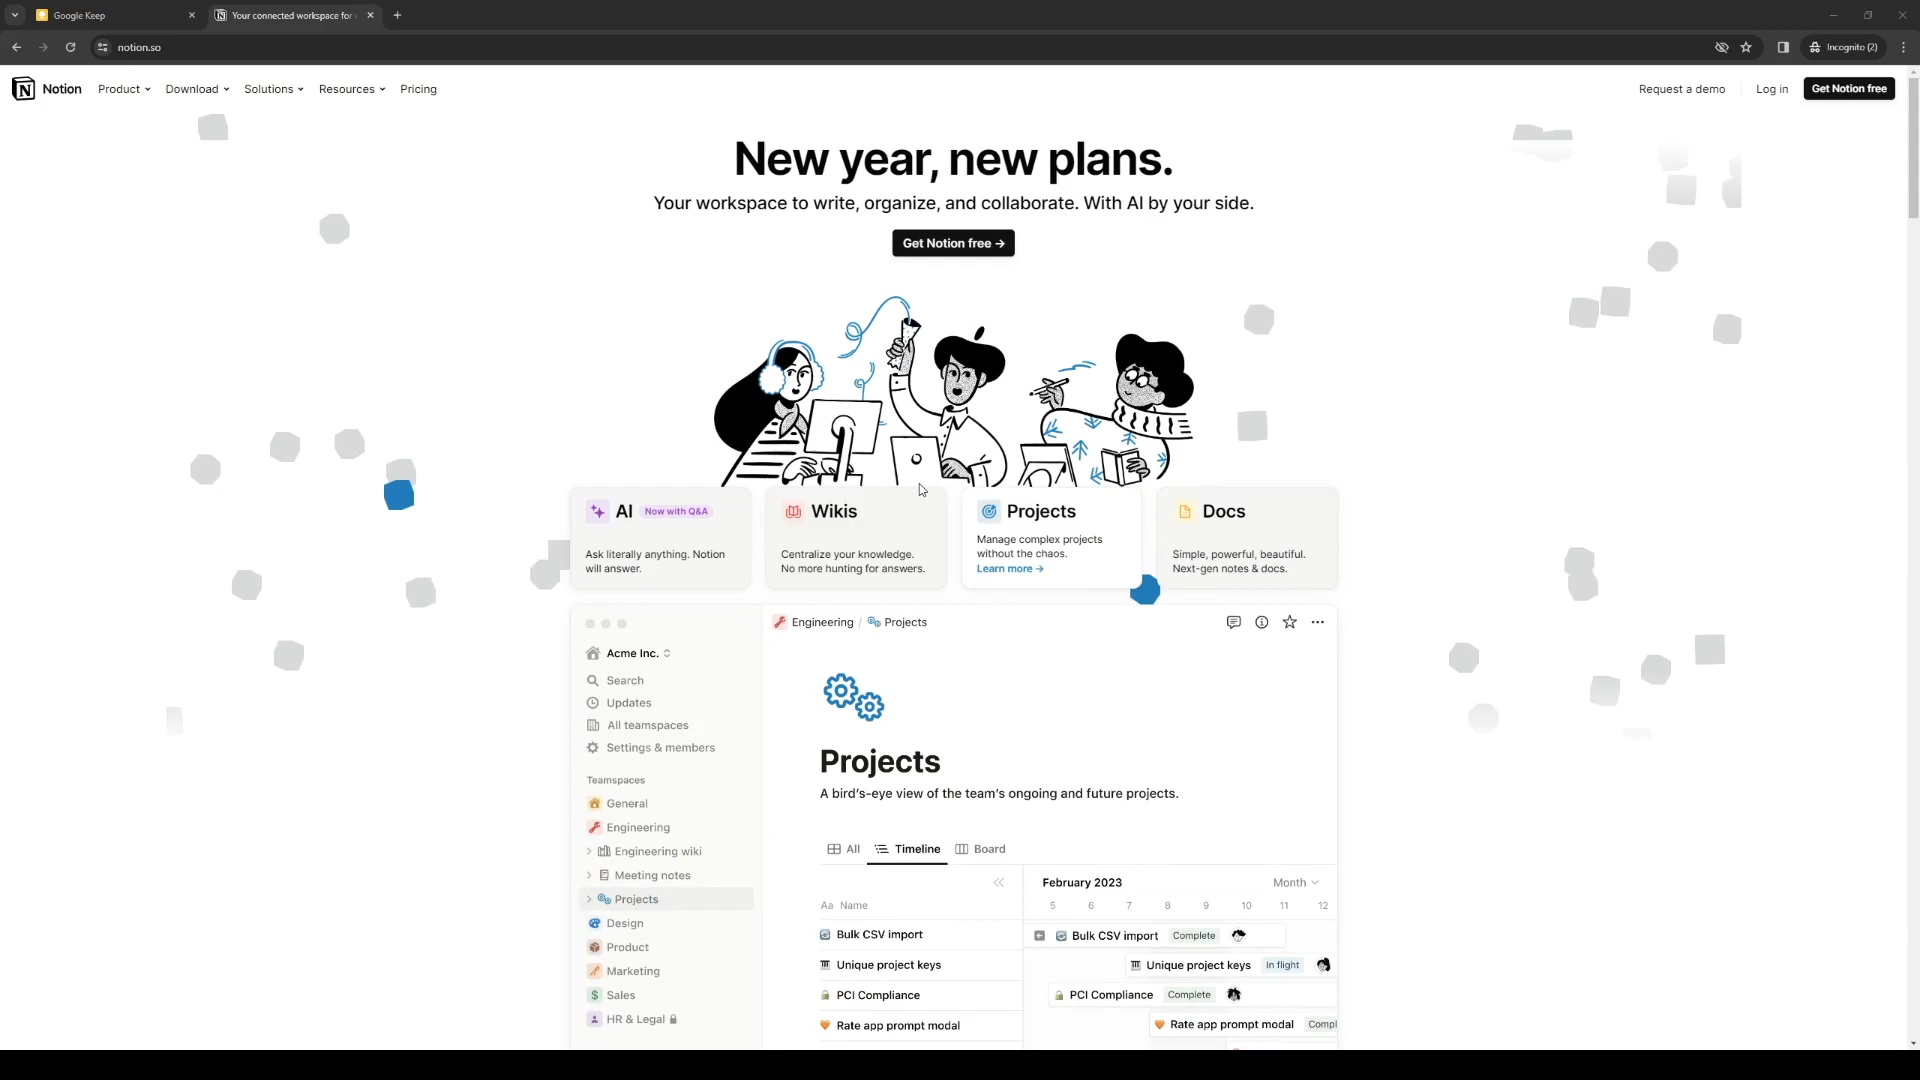 Google Keep
Your connected workspace for
notion.so
Incognito (2)
Notion
Product
Download
Solutions
Resources
Pricing
Request a demo
Log in
Get Notion free
New year, new plans.
Your workspace to write, organize, and collaborate. With AI by your side.
Get Notion free →
AI Now with Q&A
Ask literally anything. Notion
will answer.
Wikis
Centralize your knowledge.
No more hunting for answers.
Projects
Manage complex projects
without the chaos.
Learn more →
Docs
Simple, powerful, beautiful.
Next-gen notes & docs.
Acme Inc.
Search
Updates
All teamspaces
Settings & members
Teamspaces
General
Engineering
Engineering wiki
Meeting notes
Projects
Design
Product
Marketing
Sales
HR & Legal
Engineering / Projects
Projects
A bird's-eye view of the team's ongoing and future projects.
All
Timeline
Board
February 2023
Month
Aa Name
5 6 7 8 9 10 11 12
Bulk CSV import
Bulk CSV import Complete
Unique project keys
Unique project keys In flight
PCI Compliance
PCI Compliance Complete
Rate app prompt modal
Rate app prompt modal Compl